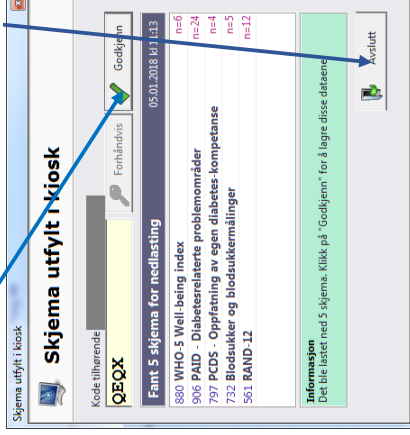 Skjema utfylt i kiosk
Skjema utfylt i kiosk
Kode tilhørende
QEQX
Forhåndvis
Godkjenn
Fant 5 skjema for nedlasting 05.01.2018 kl 11:13
880 WHO-5 Well-being index n=6
906 PAID - Diabetesrelaterte problemområder n=24
797 PCDS - Oppfatning av egen diabetes-kompetanse n=4
732 Blodsukker og blodsukkermålinger n=5
561 RAND-12 n=12
Informasjon
Det ble lastet ned 5 skjema. Klikk på "Godkjenn" for å lagre disse dataene
Avslutt